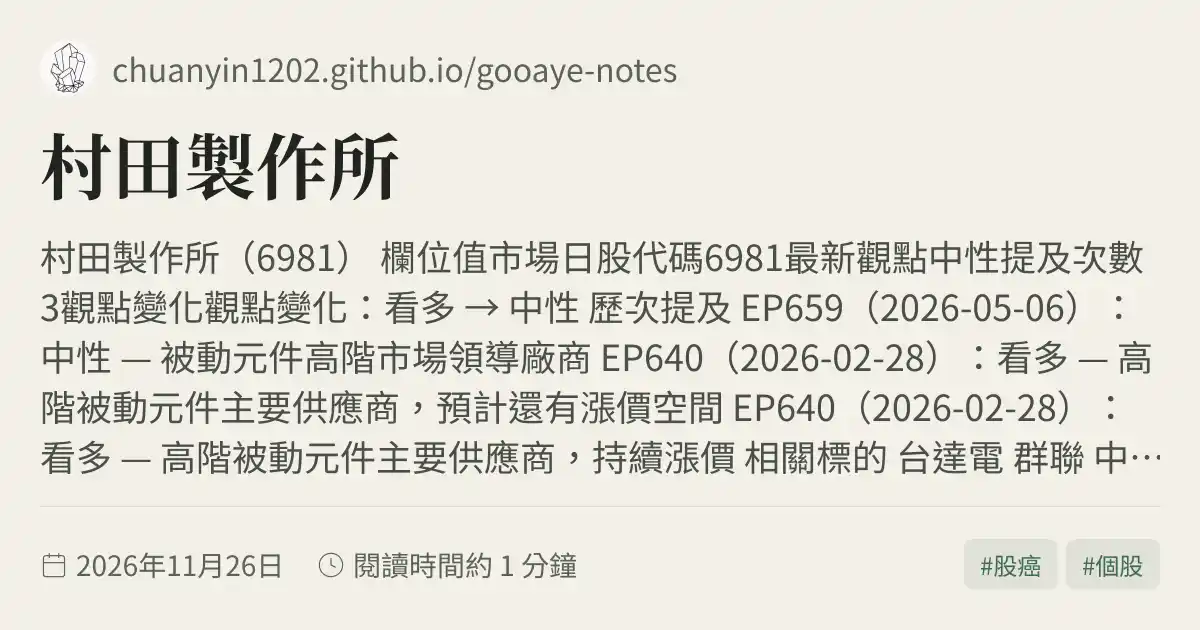 chuanyin1202.github.io/gooaye-notes
村田製作所
村田製作所（6981） 欄位值市場日股代碼6981最新觀點中性提及次數
3觀點變化觀點變化：看多 → 中性 歷次提及 EP659（2026-05-06）：
中性 — 被動元件高階市場領導廠商 EP640（2026-02-28）：看多 — 高
階被動元件主要供應商，預計還有漲價空間 EP640（2026-02-28）：
看多 — 高階被動元件主要供應商，持續漲價 相關標的 台達電 群聯 中…
2026年11月26日 閱讀時間約 1 分鐘 #股癌 #個股